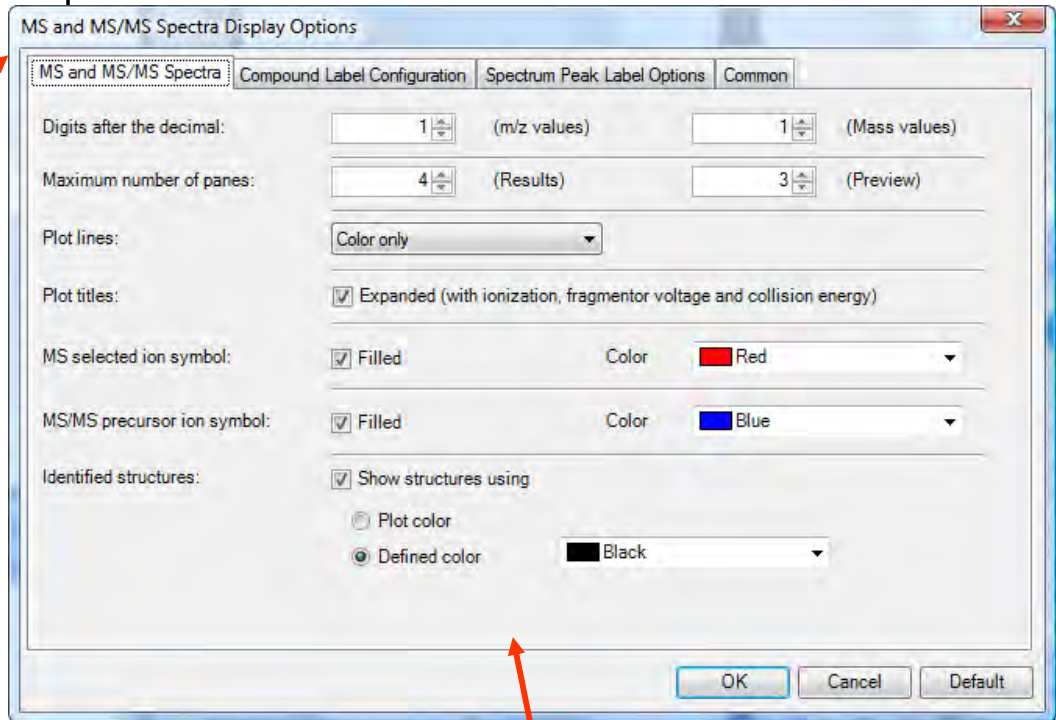 MS and MS/MS Spectra Display Options
MS and MS/MS Spectra Compound Label Configuration Spectrum Peak Label Options Common
Digits after the decimal: 1 (m/z values) 1 (Mass values)
Maximum number of panes: 4 (Results) 3 (Preview)
Plot lines: Color only
Plot titles: Expanded (with ionization, fragmentor voltage and collision energy)
MS selected ion symbol: Filled Color Red
MS/MS precursor ion symbol: Filled Color Blue
Identified structures: Show structures using
Plot color
Defined color Black
OK Cancel Default